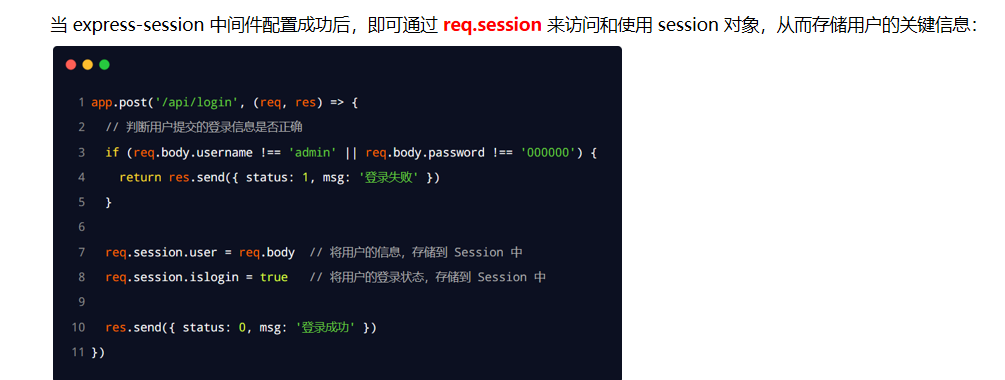 当 express-session 中间件配置成功后，即可通过 req.session 来访问和使用 session 对象，从而存储用户的关键信息：
1 app.post('/api/login', (req, res) => {
2 // 判断用户提交的登录信息是否正确
3 if (req.body.username !== 'admin' || req.body.password !== '000000') {
4 return res.send({ status: 1, msg: '登录失败' })
5 }
6
7 req.session.user = req.body // 将用户的信息，存储到 Session 中
8 req.session.islogin = true // 将用户的登录状态，存储到 Session 中
9
10 res.send({ status: 0, msg: '登录成功' })
11 })